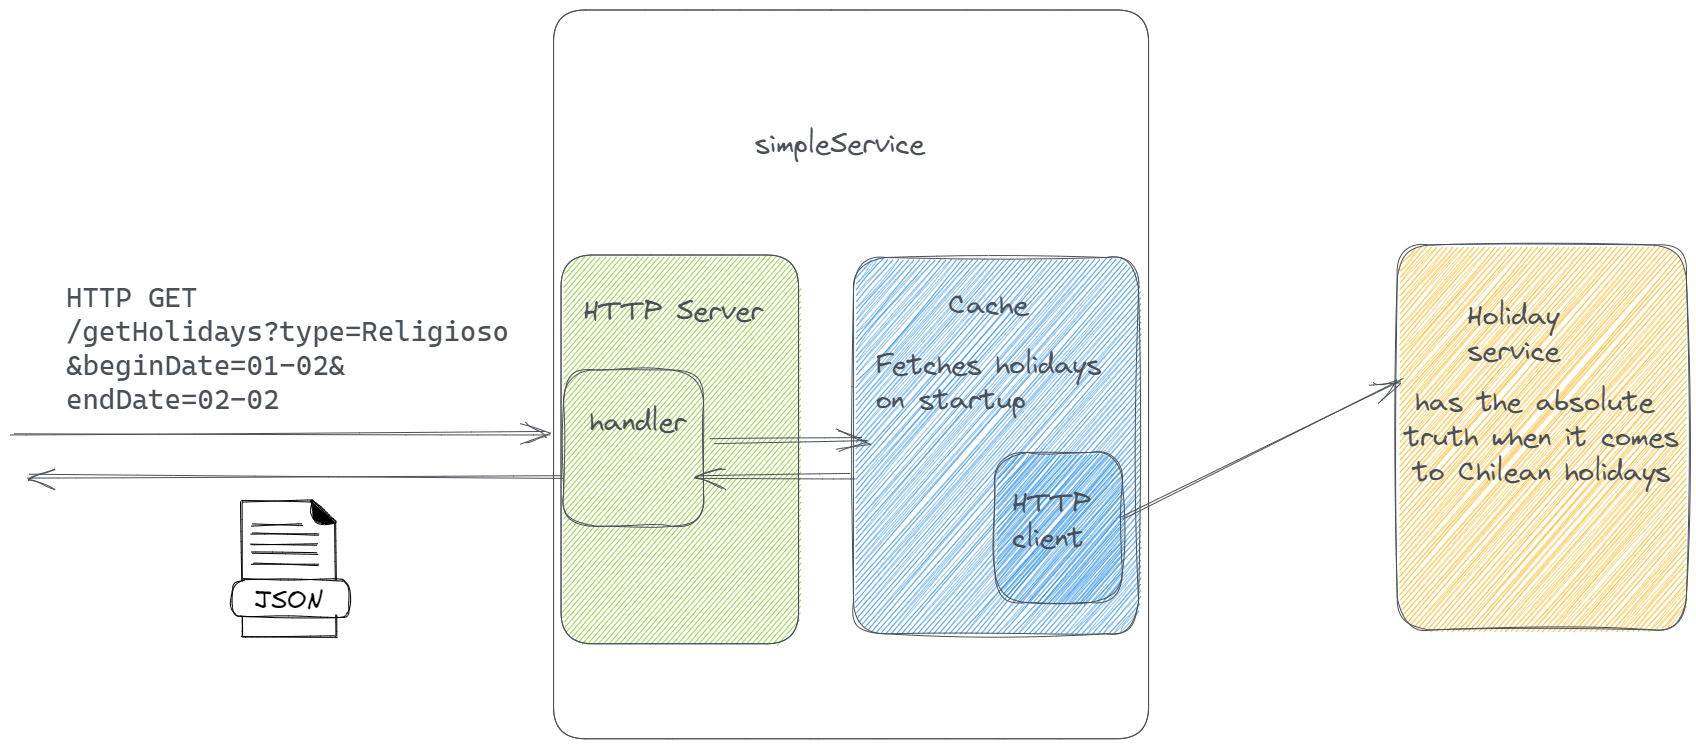 simpleService
HTTP GET
/getHolidays?type=Religioso
&beginDate=01-02&
endDate=02-02
JSON
HTTP Server
handler
Cache
Fetches holidays
on startup
HTTP
client
Holiday
service
has the absolute
truth when it comes
to Chilean holidays